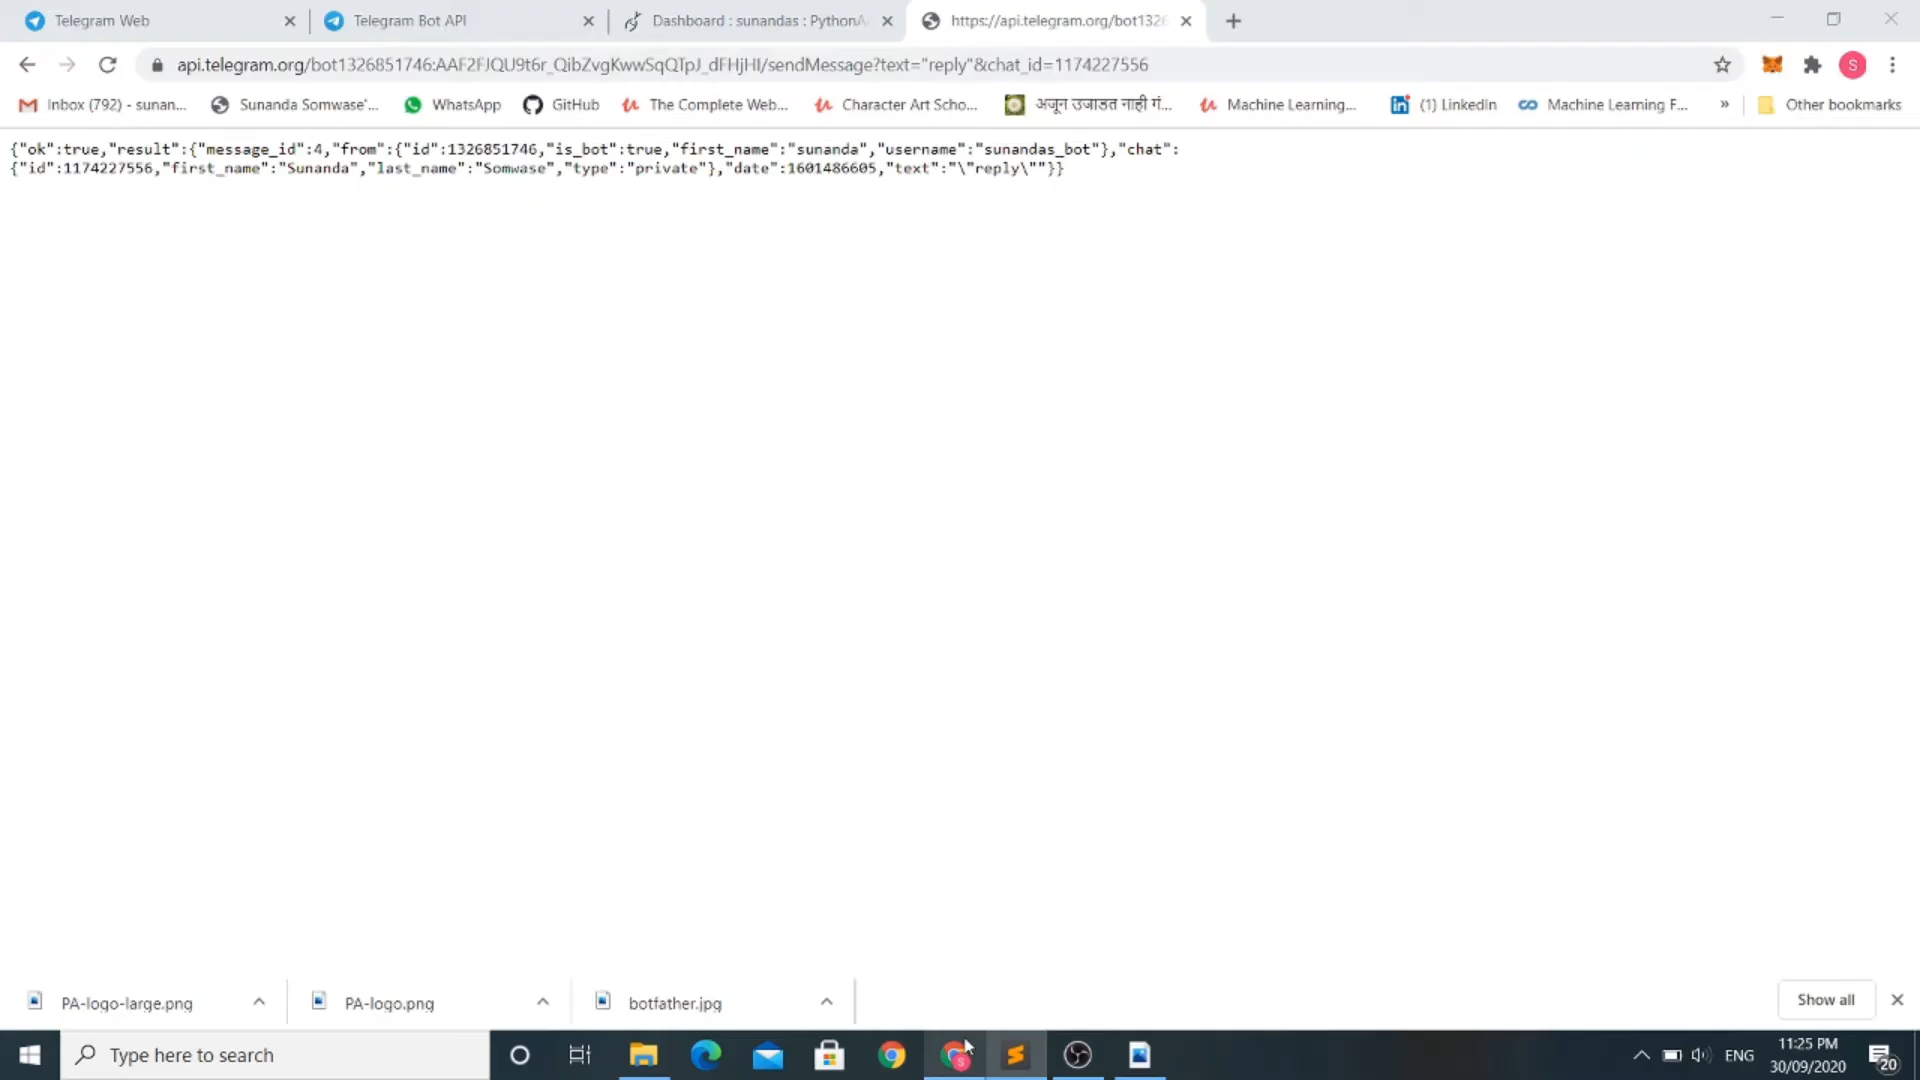 Telegram Web
Telegram Bot API
Dashboard : sunandas : PythonA
https://api.telegram.org/bot1326
api.telegram.org/bot1326851746:AAF2FJQU9t6r_QibZvgKwwSqQTpJ_dFHjHI/sendMessage?text="reply"&chat_id=1174227556
S
Inbox (792) - sunan...
Sunanda Somwase'...
WhatsApp
GitHub
The Complete Web...
Character Art Scho...
अजून उजाडत नाही गं...
Machine Learning...
(1) LinkedIn
Machine Learning F...
»
Other bookmarks
{"ok":true,"result":{"message_id":4,"from":{"id":1326851746,"is_bot":true,"first_name":"sunanda","username":"sunandas_bot"},"chat":
{"id":1174227556,"first_name":"Sunanda","last_name":"Somwase","type":"private"},"date":1601486605,"text":"\"reply\""}}
PA-logo-large.png
PA-logo.png
botfather.jpg
Show all
Type here to search
ENG
11:25 PM
30/09/2020
20